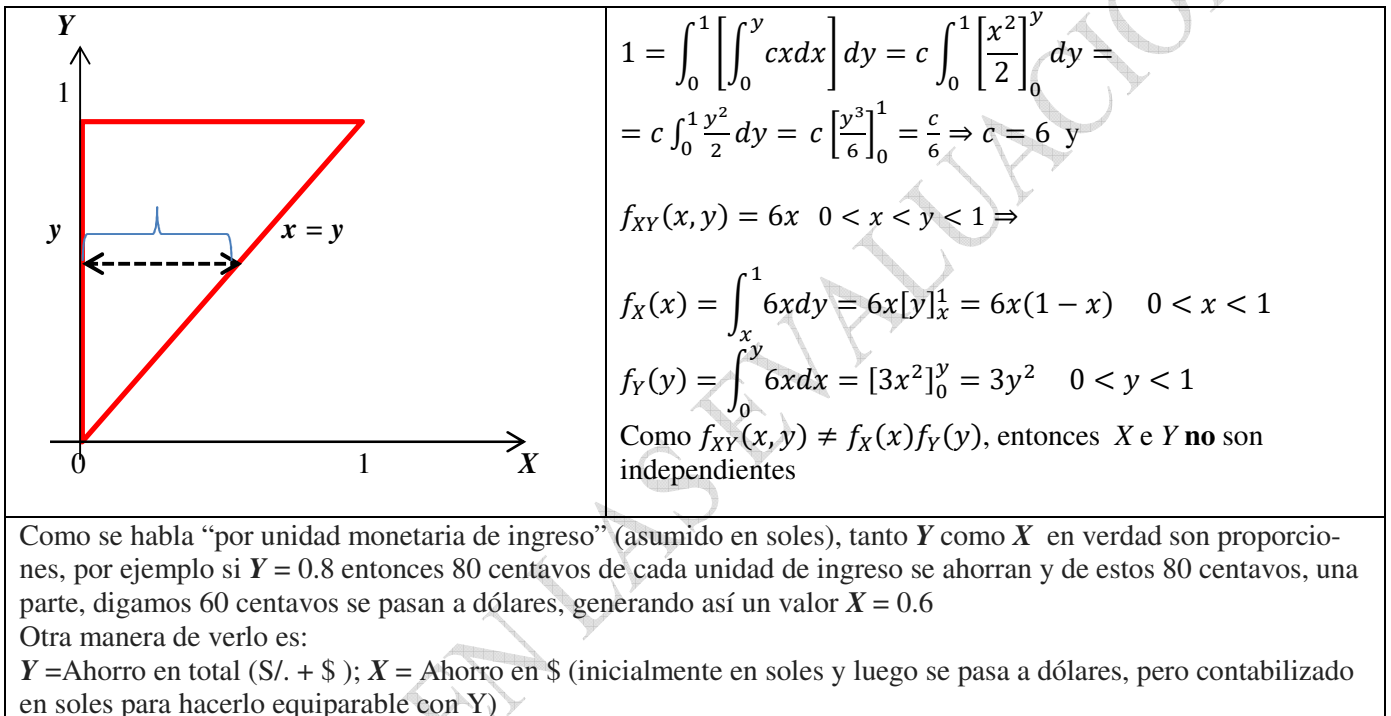 Y
1
y
x = y
0
1
X
1 = ∫₀¹ [∫₀ʸ cxdx] dy = c ∫₀¹ [x²/2]₀ʸ dy =
= c ∫₀¹ y²/2 dy = c [y³/6]₀¹ = c/6 ⇒ c = 6 y
f_XY(x, y) = 6x 0 < x < y < 1 ⇒
f_X(x) = ∫ₓ¹ 6xdy = 6x[y]ₓ¹ = 6x(1 − x) 0 < x < 1
f_Y(y) = ∫₀ʸ 6xdx = [3x²]₀ʸ = 3y² 0 < y < 1
Como f_XY(x, y) ≠ f_X(x)f_Y(y), entonces X e Y no son
independientes
Como se habla “por unidad monetaria de ingreso” (asumido en soles), tanto Y como X en verdad son proporcio-
nes, por ejemplo si Y = 0.8 entonces 80 centavos de cada unidad de ingreso se ahorran y de estos 80 centavos, una
parte, digamos 60 centavos se pasan a dólares, generando así un valor X = 0.6
Otra manera de verlo es:
Y =Ahorro en total (S/. + $ ); X = Ahorro en $ (inicialmente en soles y luego se pasa a dólares, pero contabilizado
en soles para hacerlo equiparable con Y)
EN LAS EVALUACIO